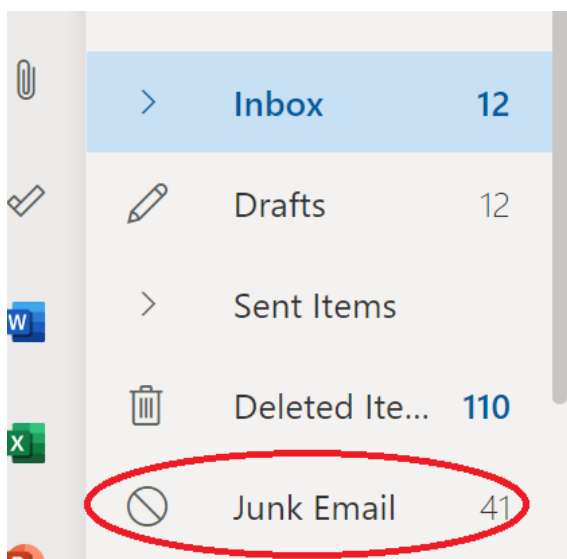 Inbox 12
Drafts 12
W
Sent Items
Deleted Ite... 110
X
Junk Email 41